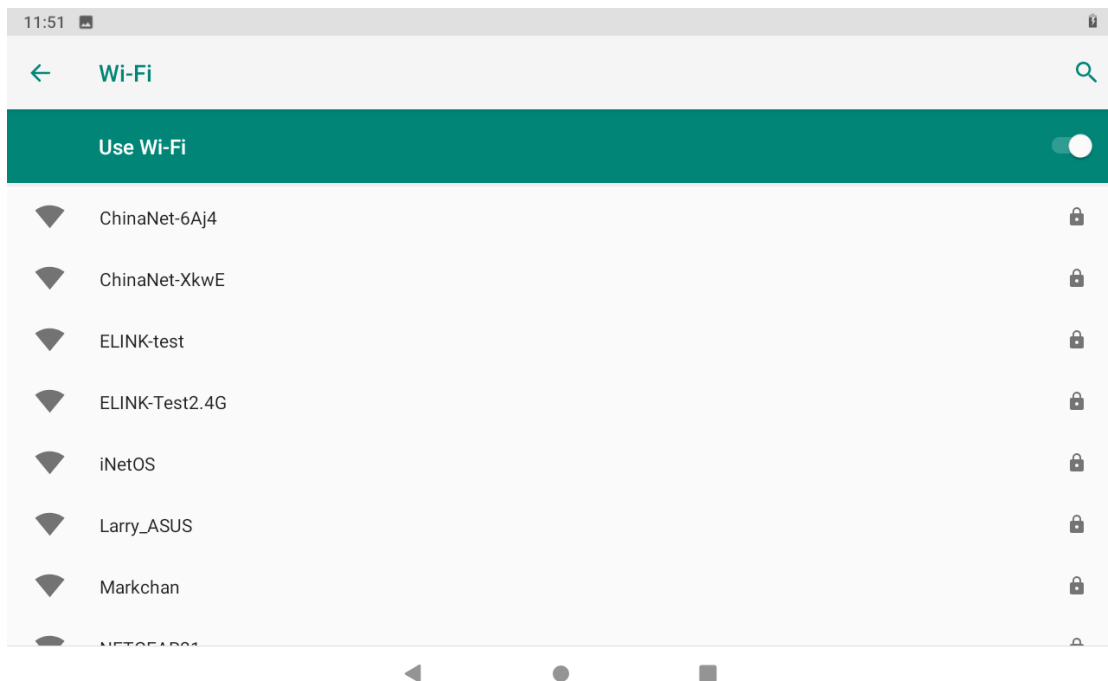 11:51
Wi-Fi
Use Wi-Fi
ChinaNet-6Aj4
ChinaNet-XkwE
ELINK-test
ELINK-Test2.4G
iNetOS
Larry_ASUS
Markchan